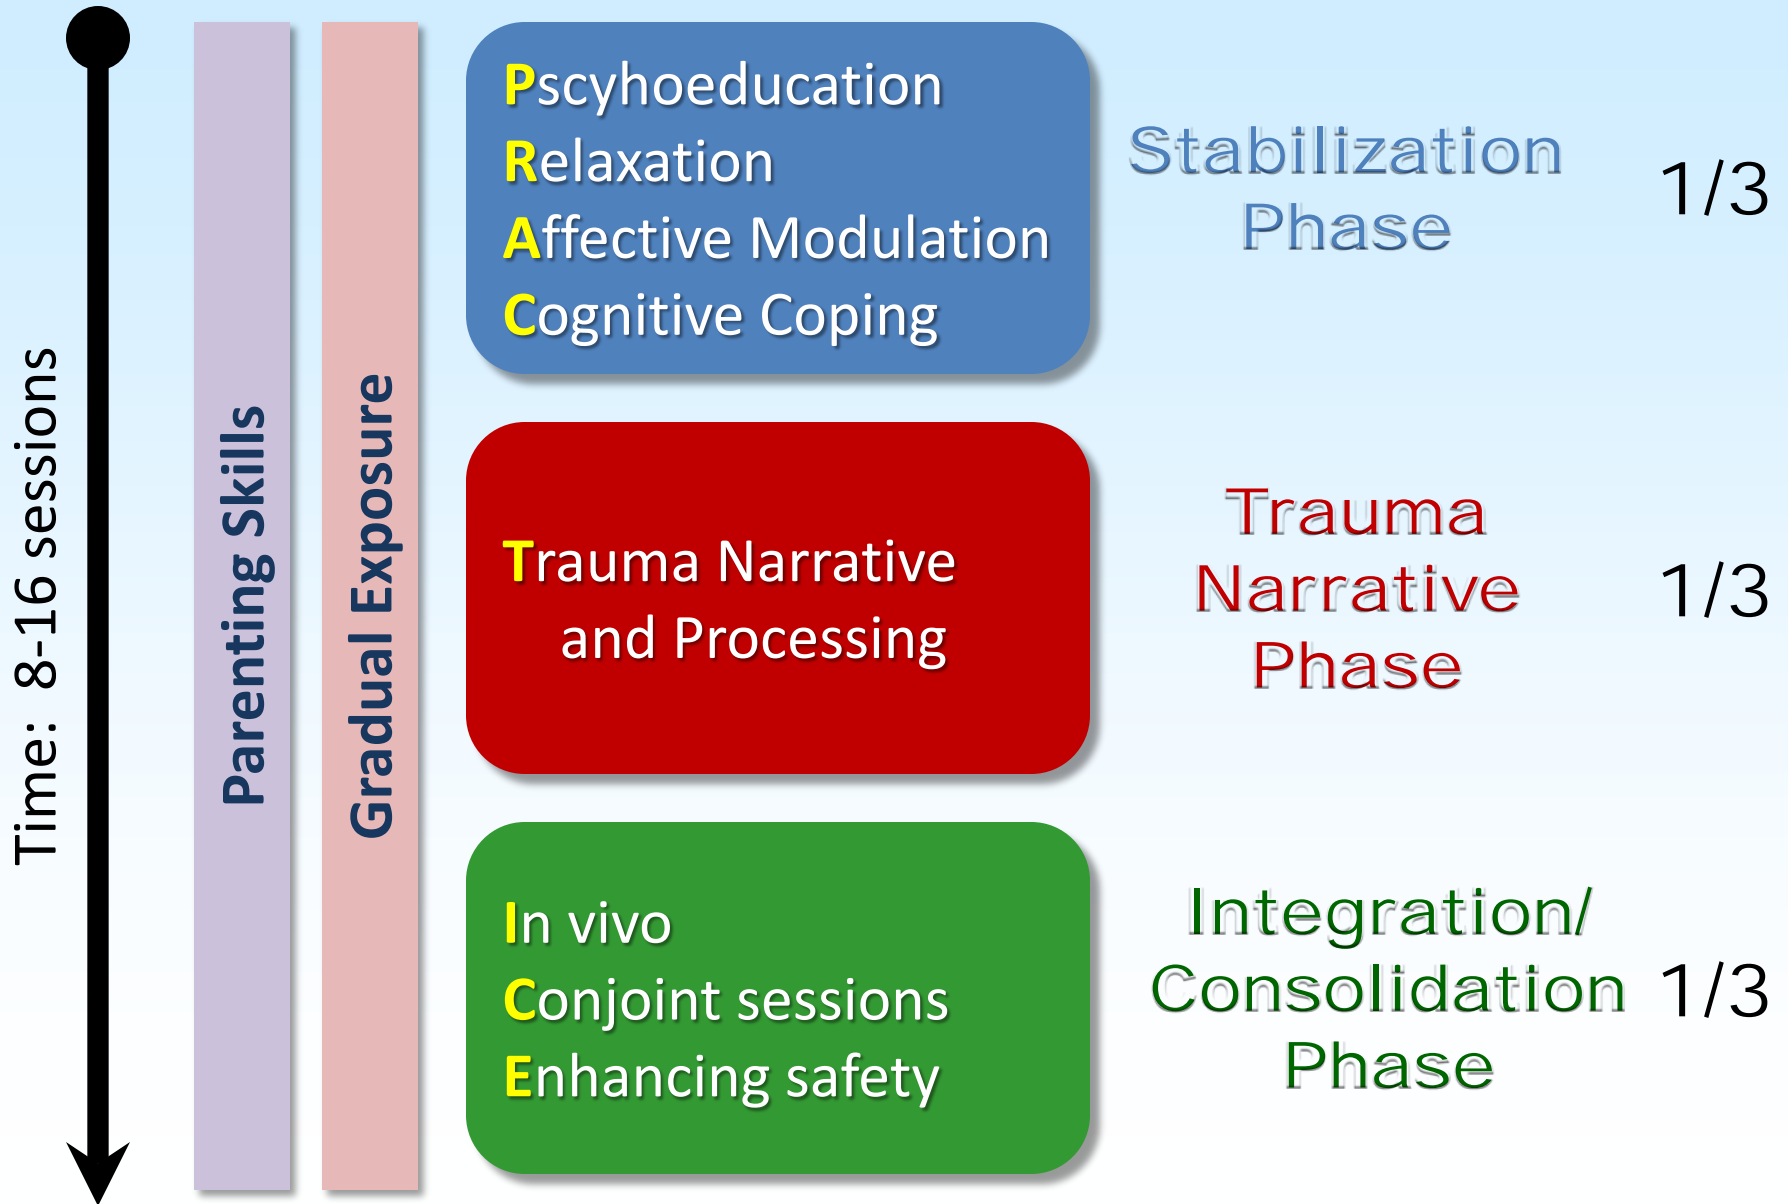 Time:  8-16 sessions
Parenting Skills
Gradual Exposure
Pscyhoeducation
Relaxation
Affective Modulation
Cognitive Coping
Stabilization
Phase
1/3
Trauma Narrative
and Processing
Trauma
Narrative
Phase
1/3
In vivo
Conjoint sessions
Enhancing safety
Integration/
Consolidation
Phase
1/3